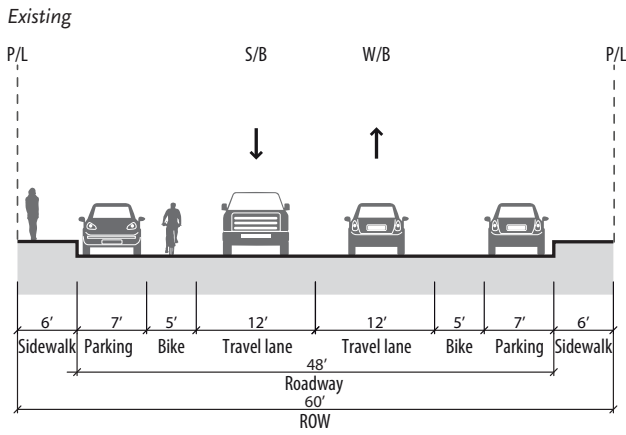 Existing
P/L S/B W/B P/L
6′ 7′ 5′ 12′ 12′ 5′ 7′ 6′
Sidewalk Parking Bike Travel lane Travel lane Bike Parking Sidewalk
48′
Roadway
60′
ROW